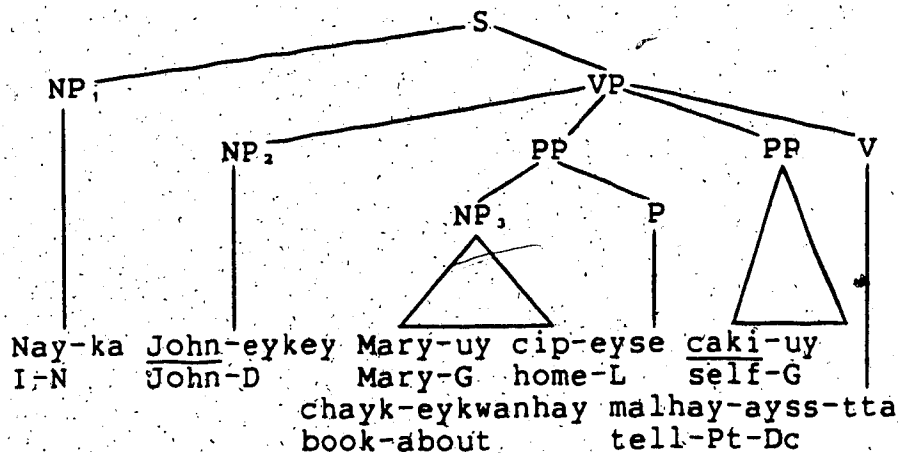 S
NP₁ VP
NP₂ PP PP V
NP₃ P
Nay-ka John-eykey Mary-uy cip-eyse caki-uy
I-N John-D Mary-G home-L self-G
chayk-eykwanhay malhay-ayss-tta
book-about tell-Pt-Dc